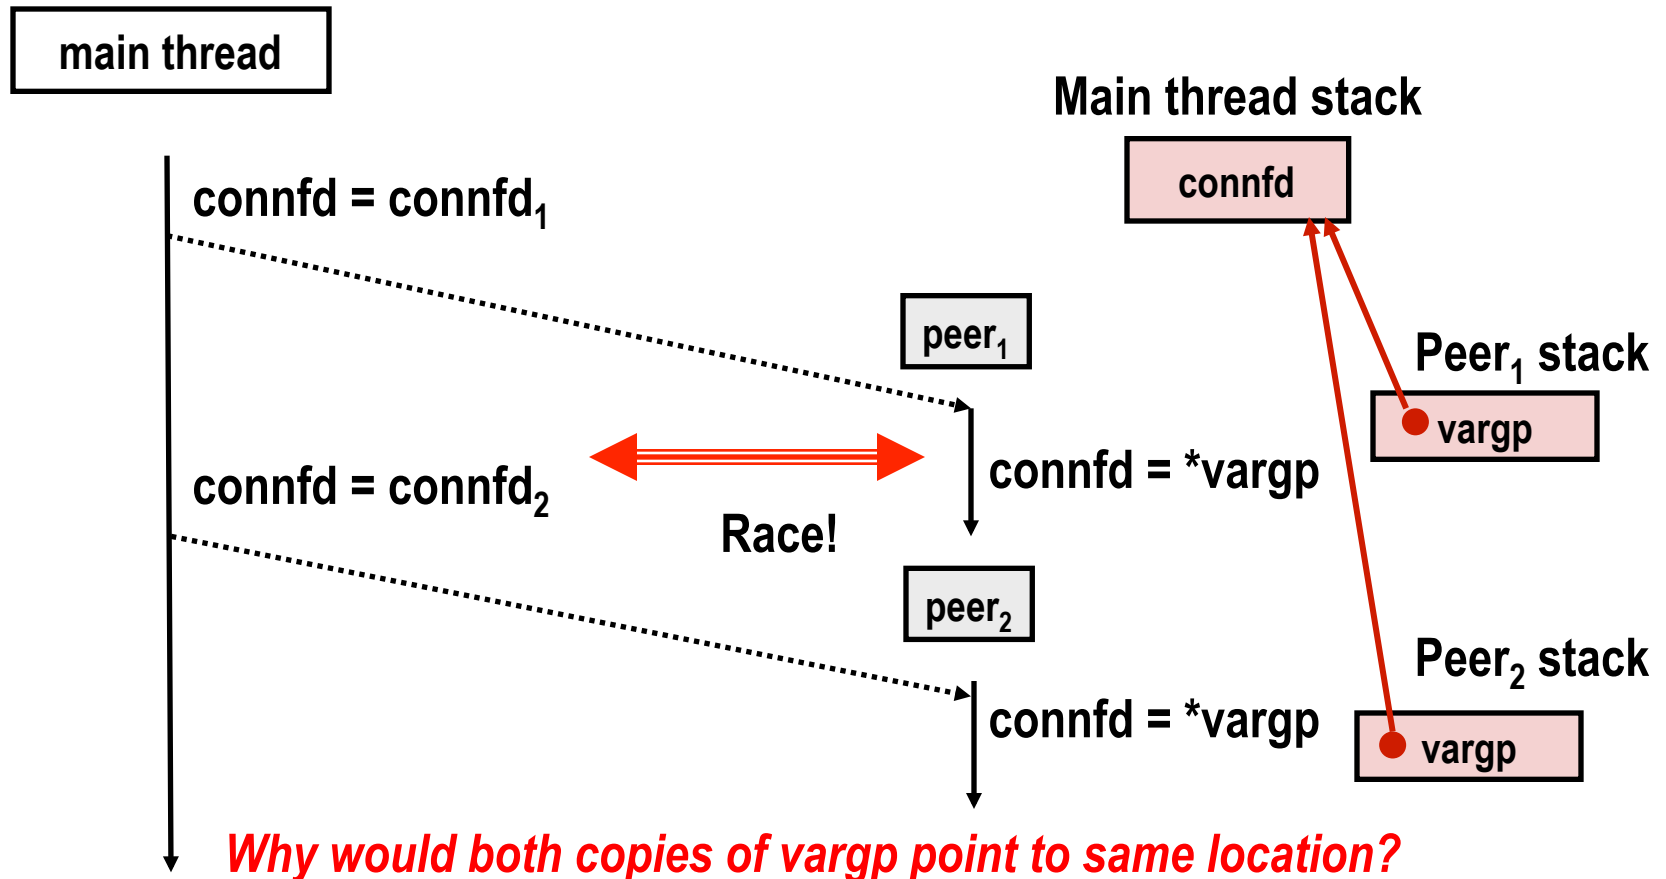 main thread
Main thread stack
connfd
connfd = connfd₁
peer₁
Peer₁ stack
vargp
connfd = *vargp
connfd = connfd₂
Race!
peer₂
Peer₂ stack
connfd = *vargp
vargp
Why would both copies of vargp point to same location?